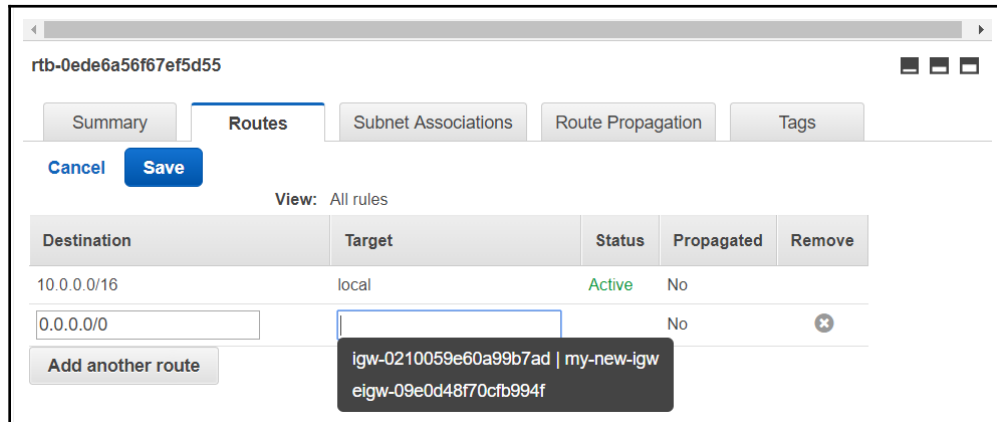 rtb-0ede6a56f67ef5d55
Summary Routes Subnet Associations Route Propagation Tags
Cancel Save
View: All rules
Destination Target Status Propagated Remove
10.0.0.0/16 local Active No
0.0.0.0/0 No
Add another route
igw-0210059e60a99b7ad | my-new-igw
eigw-09e0d48f70cfb994f